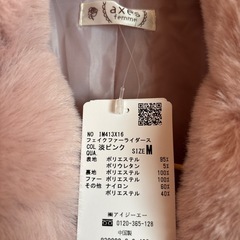 axes
femme
NO IM413X16
フェイクファーライダース
COL 淡ピンク SIZE M
QUA
表地 ポリエステル 95%
ポリウレタン 5%
裏地 ポリエステル 100%
ファー ポリエステル 100%
その他 ナイロン 60%
ポリエステル 40%
㈱アイジーエー
☎ 0120-365-128
中国製